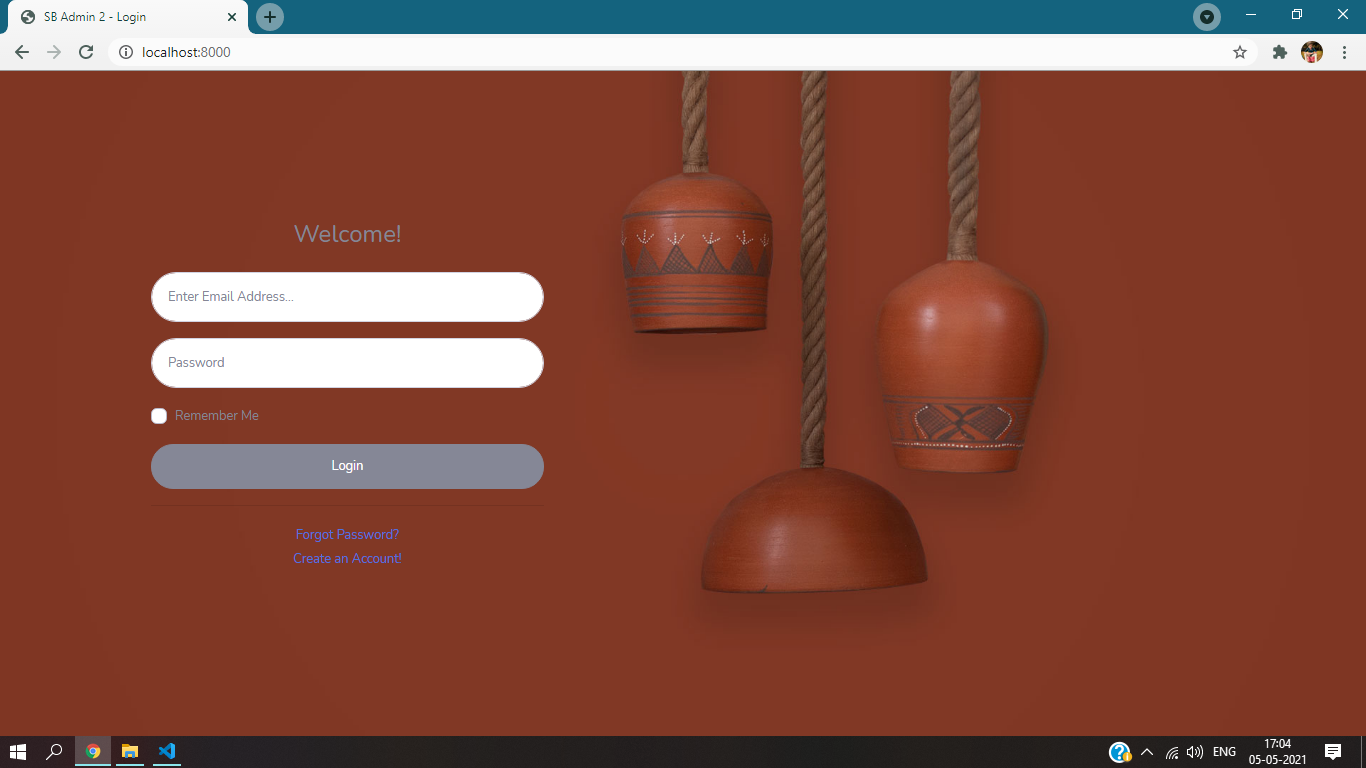 SB Admin 2 - Login
localhost:8000
Welcome!
Enter Email Address...
Password
Remember Me
Login
Forgot Password?
Create an Account!
ENG
17:04
05-05-2021